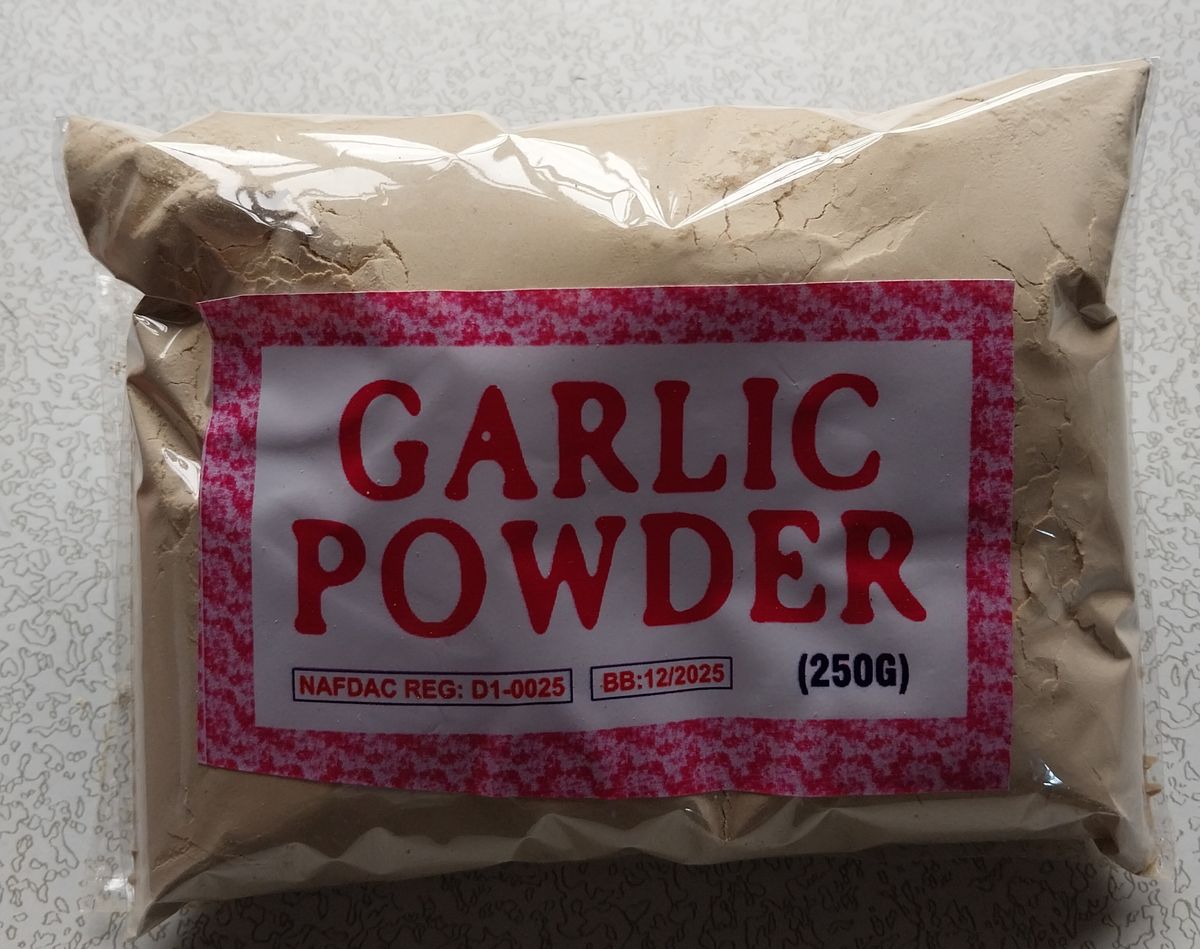 GARLIC
POWDER
NAFDAC REG: D1-0025 BB:12/2025 (250G)